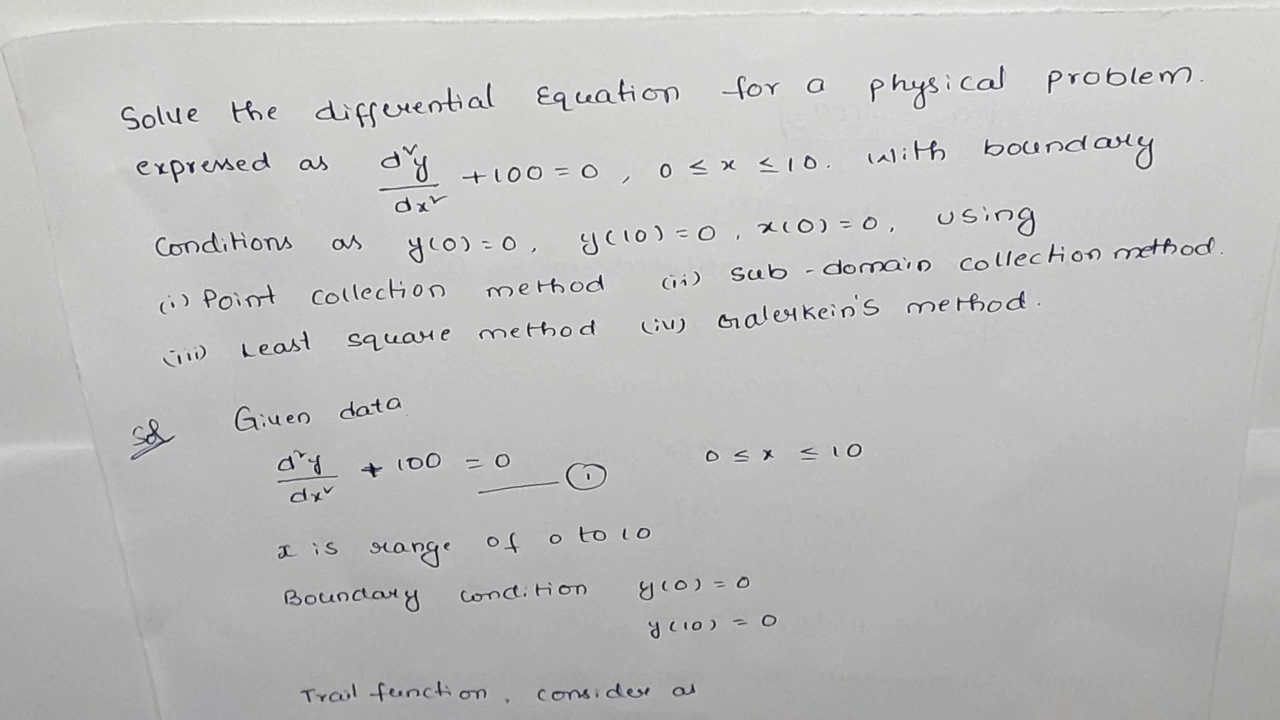 Solve the differential Equation for a physical problem.
expressed as d²y/dx² +100 = 0 , 0 ≤ x ≤ 10. With boundary
Conditions as y(0) = 0, y(10) = 0, x(0) = 0, using
(i) Point collection method (ii) sub-domain collection method.
(iii) Least square method (iv) Galerkein's method.
Sol Given data
d²y/dx² + 100 = 0 —— ① 0 ≤ x ≤ 10
x is range of 0 to 10
Boundary condition y(0) = 0
y(10) = 0
Trail function, consider as